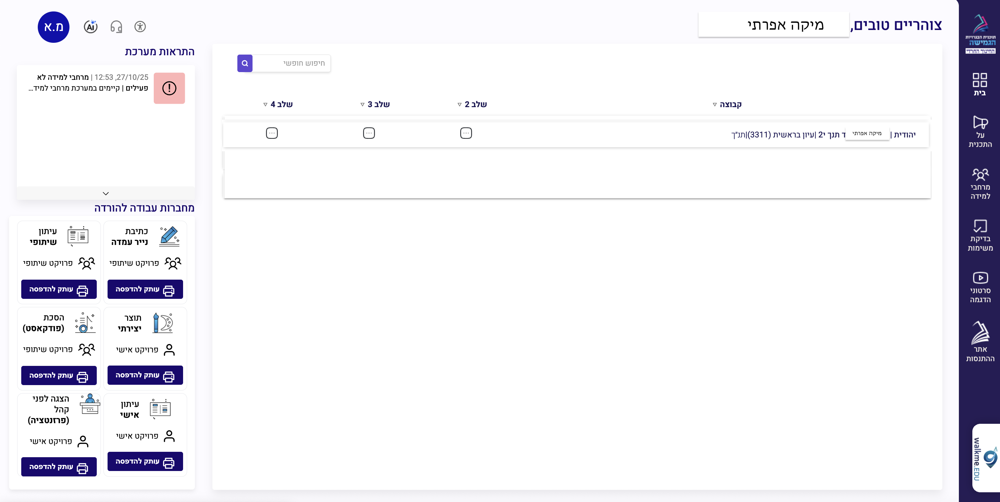 תוכנית הבגרויות
הגמישה
החינוך החרדי
בית
על
התכנית
מרחבי
למידה
בדיקת
משימות
סרטוני
הדגמה
אתר
ההתנסות
walkme.EDU
צוהריים טובים, מיקה אפרתי
AI
מ.א
חיפוש חופשי
קבוצה
שלב 2
שלב 3
שלב 4
יהודית | מיקה אפרתי ד תנך י2 |עיון בראשית (3311)|תנ״ך
התראות מערכת
27/10/25, 12:53 | מרחבי למידה לא
פעילים | קיימים במערכת מרחבי למיד...
מחברות עבודה להורדה
כתיבת
נייר עמדה
פרויקט שיתופי
עותק להדפסה
עיתון
שיתופי
פרויקט שיתופי
עותק להדפסה
תוצר
יצירתי
פרויקט אישי
עותק להדפסה
הסכת
(פודקאסט)
פרויקט שיתופי
עותק להדפסה
עיתון
אישי
פרויקט אישי
עותק להדפסה
הצגה לפני
קהל
(פרזנטציה)
פרויקט אישי
עותק להדפסה